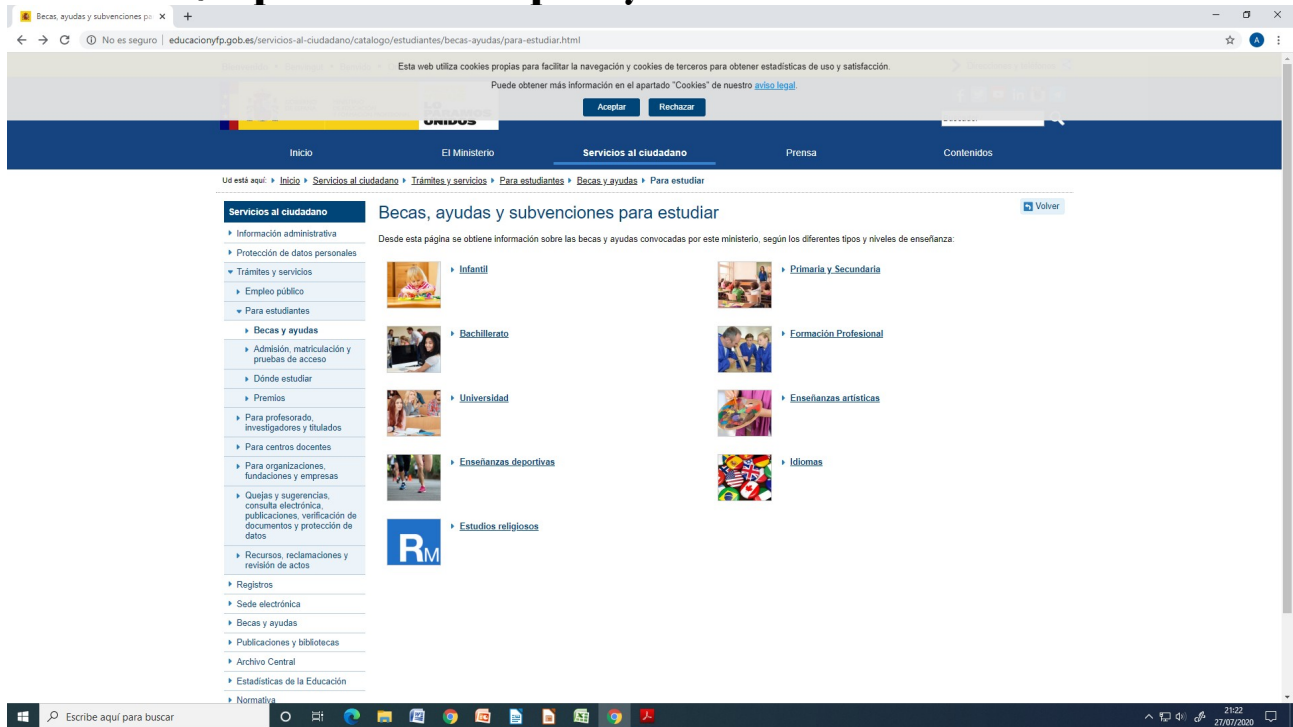 Becas, ayudas y subvenciones pa
No es seguro | educacionyfp.gob.es/servicios-al-ciudadano/catalogo/estudiantes/becas-ayudas/para-estudiar.html
A
Esta web utiliza cookies propias para facilitar la navegación y cookies de terceros para obtener estadísticas de uso y satisfacción.
Puede obtener más información en el apartado "Cookies" de nuestro aviso legal.
Aceptar Rechazar
UNIDOS
Inicio El Ministerio Servicios al ciudadano Prensa Contenidos
Ud está aquí: Inicio Servicios al ciudadano Trámites y servicios Para estudiantes Becas y ayudas Para estudiar
Servicios al ciudadano
Información administrativa
Protección de datos personales
Trámites y servicios
Empleo público
Para estudiantes
Becas y ayudas
Admisión, matriculación y
pruebas de acceso
Dónde estudiar
Premios
Para profesorado,
investigadores y titulados
Para centros docentes
Para organizaciones,
fundaciones y empresas
Quejas y sugerencias,
consulta electrónica,
publicaciones, verificación de
documentos y protección de
datos
Recursos, reclamaciones y
revisión de actos
Registros
Sede electrónica
Becas y ayudas
Publicaciones y bibliotecas
Archivo Central
Estadísticas de la Educación
Normativa
Becas, ayudas y subvenciones para estudiar
Volver
Desde esta página se obtiene información sobre las becas y ayudas convocadas por este ministerio, según los diferentes tipos y niveles de enseñanza:
Infantil
Primaria y Secundaria
Bachillerato
Formación Profesional
Universidad
Enseñanzas artísticas
Enseñanzas deportivas
Idiomas
RM
Estudios religiosos
Escribe aquí para buscar
21:22
27/07/2020